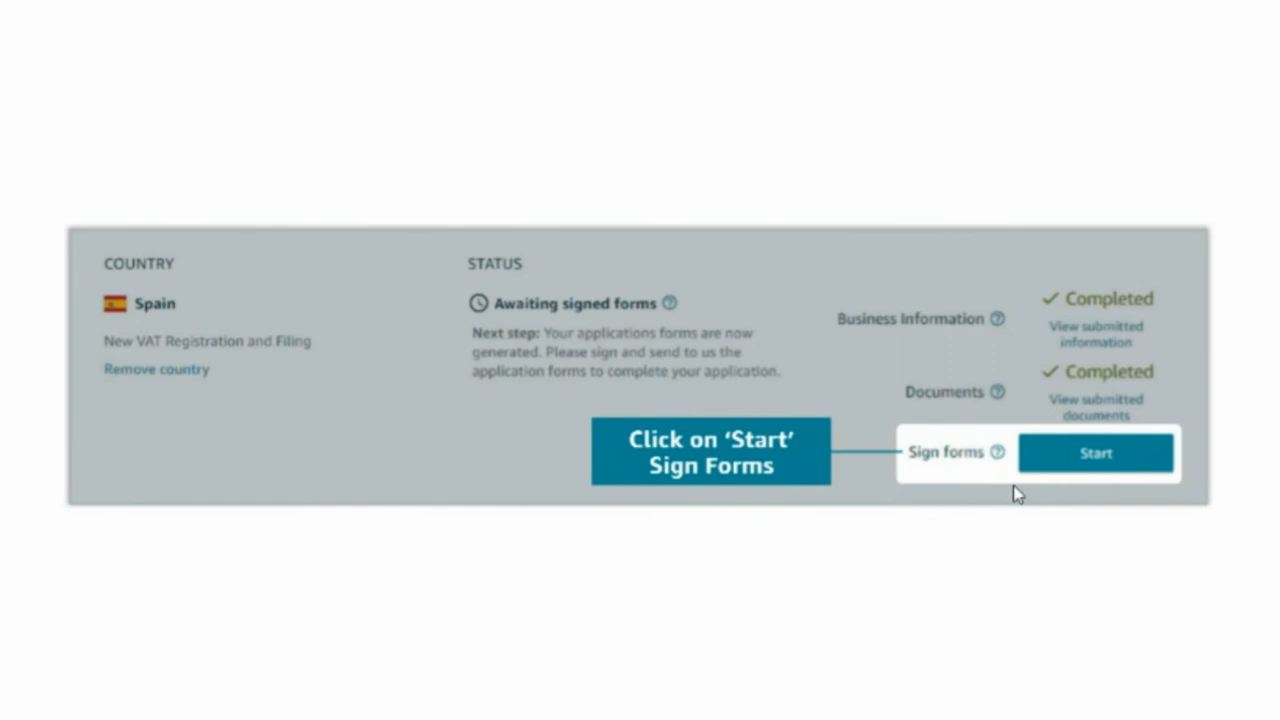 COUNTRY
Spain
New VAT Registration and Filing
Remove country
STATUS
Awaiting signed forms
Next step: Your applications forms are now
generated. Please sign and send to us the
application forms to complete your application.
Business Information
Completed
View submitted
information
Documents
Completed
View submitted
documents
Click on ‘Start’
Sign Forms
Sign forms
Start